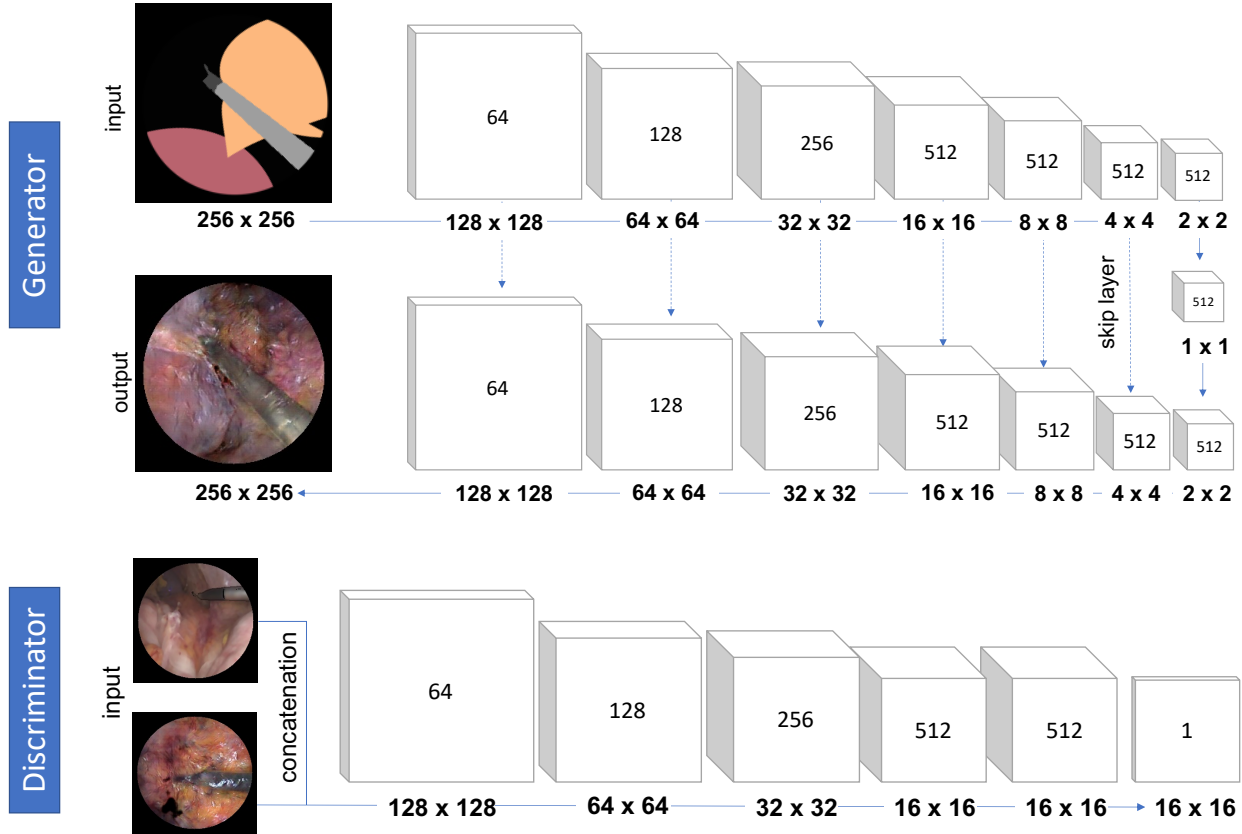 Generator
input
64
128
256
512
512
512
512
256 x 256
128 x 128
64 x 64
32 x 32
16 x 16
8 x 8
4 x 4
2 x 2
skip layer
512
1 x 1
output
64
128
256
512
512
512
512
256 x 256
128 x 128
64 x 64
32 x 32
16 x 16
8 x 8
4 x 4
2 x 2
Discriminator
input
concatenation
64
128
256
512
512
1
128 x 128
64 x 64
32 x 32
16 x 16
16 x 16
16 x 16